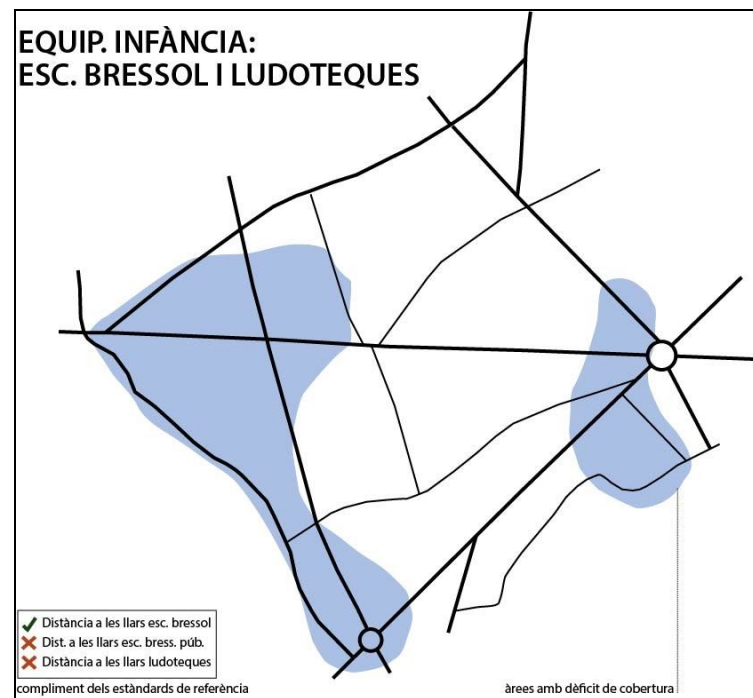 EQUIP. INFÀNCIA:
ESC. BRESSOL I LUDOTEQUES
Distància a les llars esc. bressol
Dist. a les llars esc. bress. púb.
Distància a les llars ludoteques
compliment dels estàndards de referència
àrees amb dèficit de cobertura